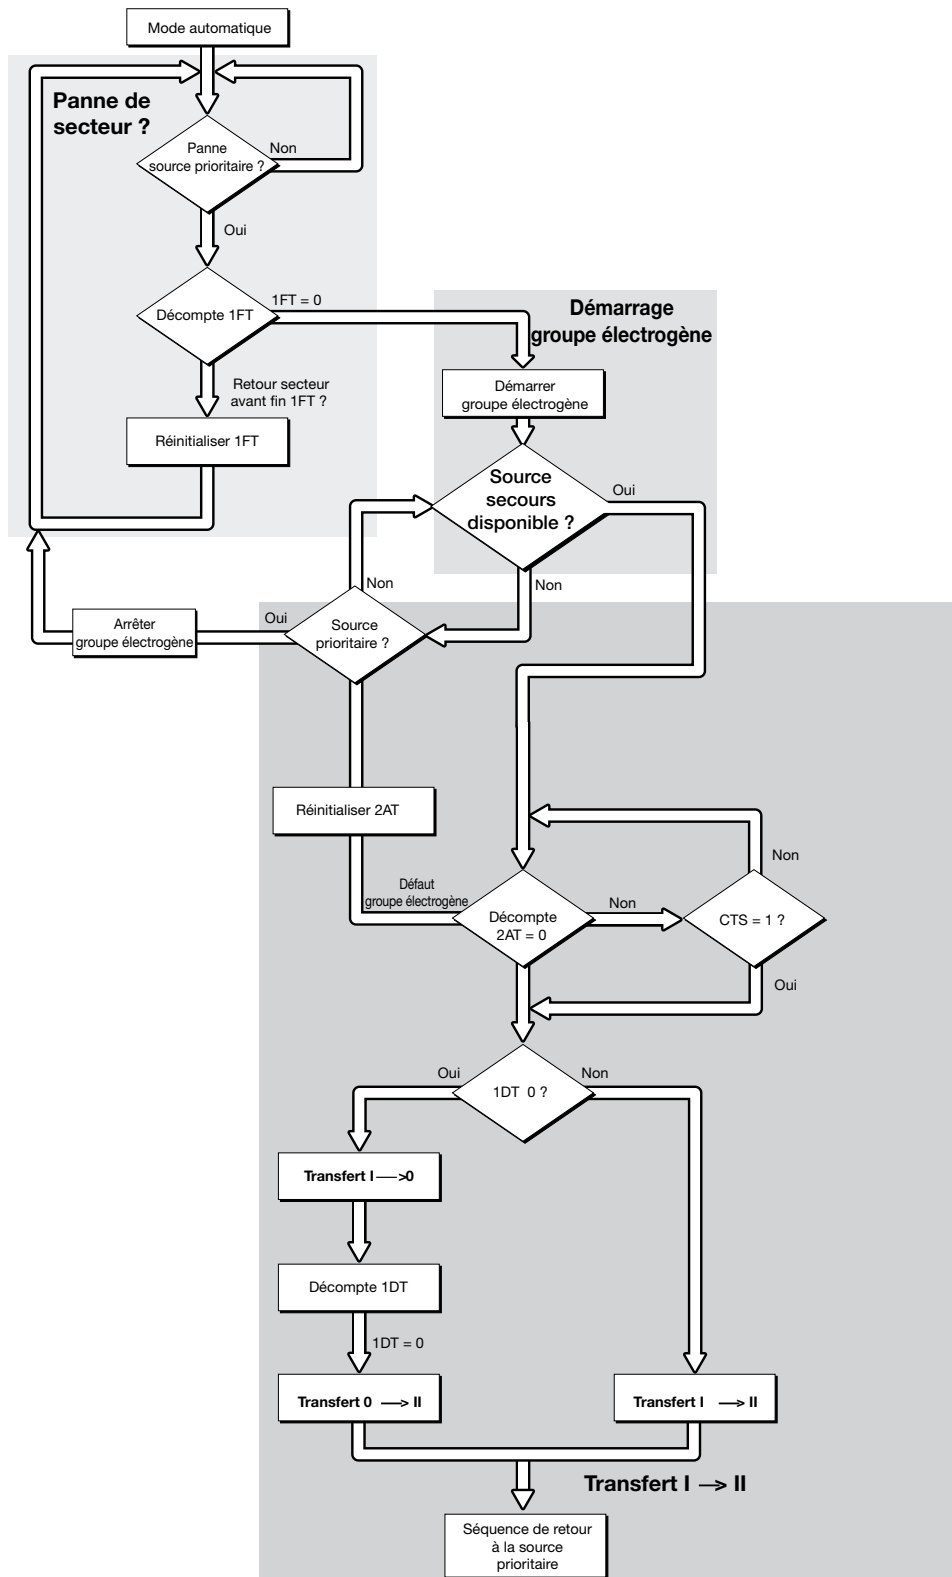 Mode automatique
Panne de
secteur ?
Panne
source prioritaire ?
Non
Oui
Décompte 1FT
1FT = 0
Démarrage
groupe électrogène
Retour secteur
avant fin 1FT ?
Démarrer
groupe électrogène
Réinitialiser 1FT
Source
secours
disponible ?
Oui
Non
Non
Oui
Source
prioritaire ?
Arrêter
groupe électrogène
Réinitialiser 2AT
Défaut
groupe électrogène
Décompte
2AT = 0
Non
Non
CTS = 1 ?
Oui
Oui
Non
1DT 0 ?
Transfert I —>0
Décompte 1DT
1DT = 0
Transfert 0 —> II
Transfert I —> II
Transfert I —> II
Séquence de retour
à la source
prioritaire